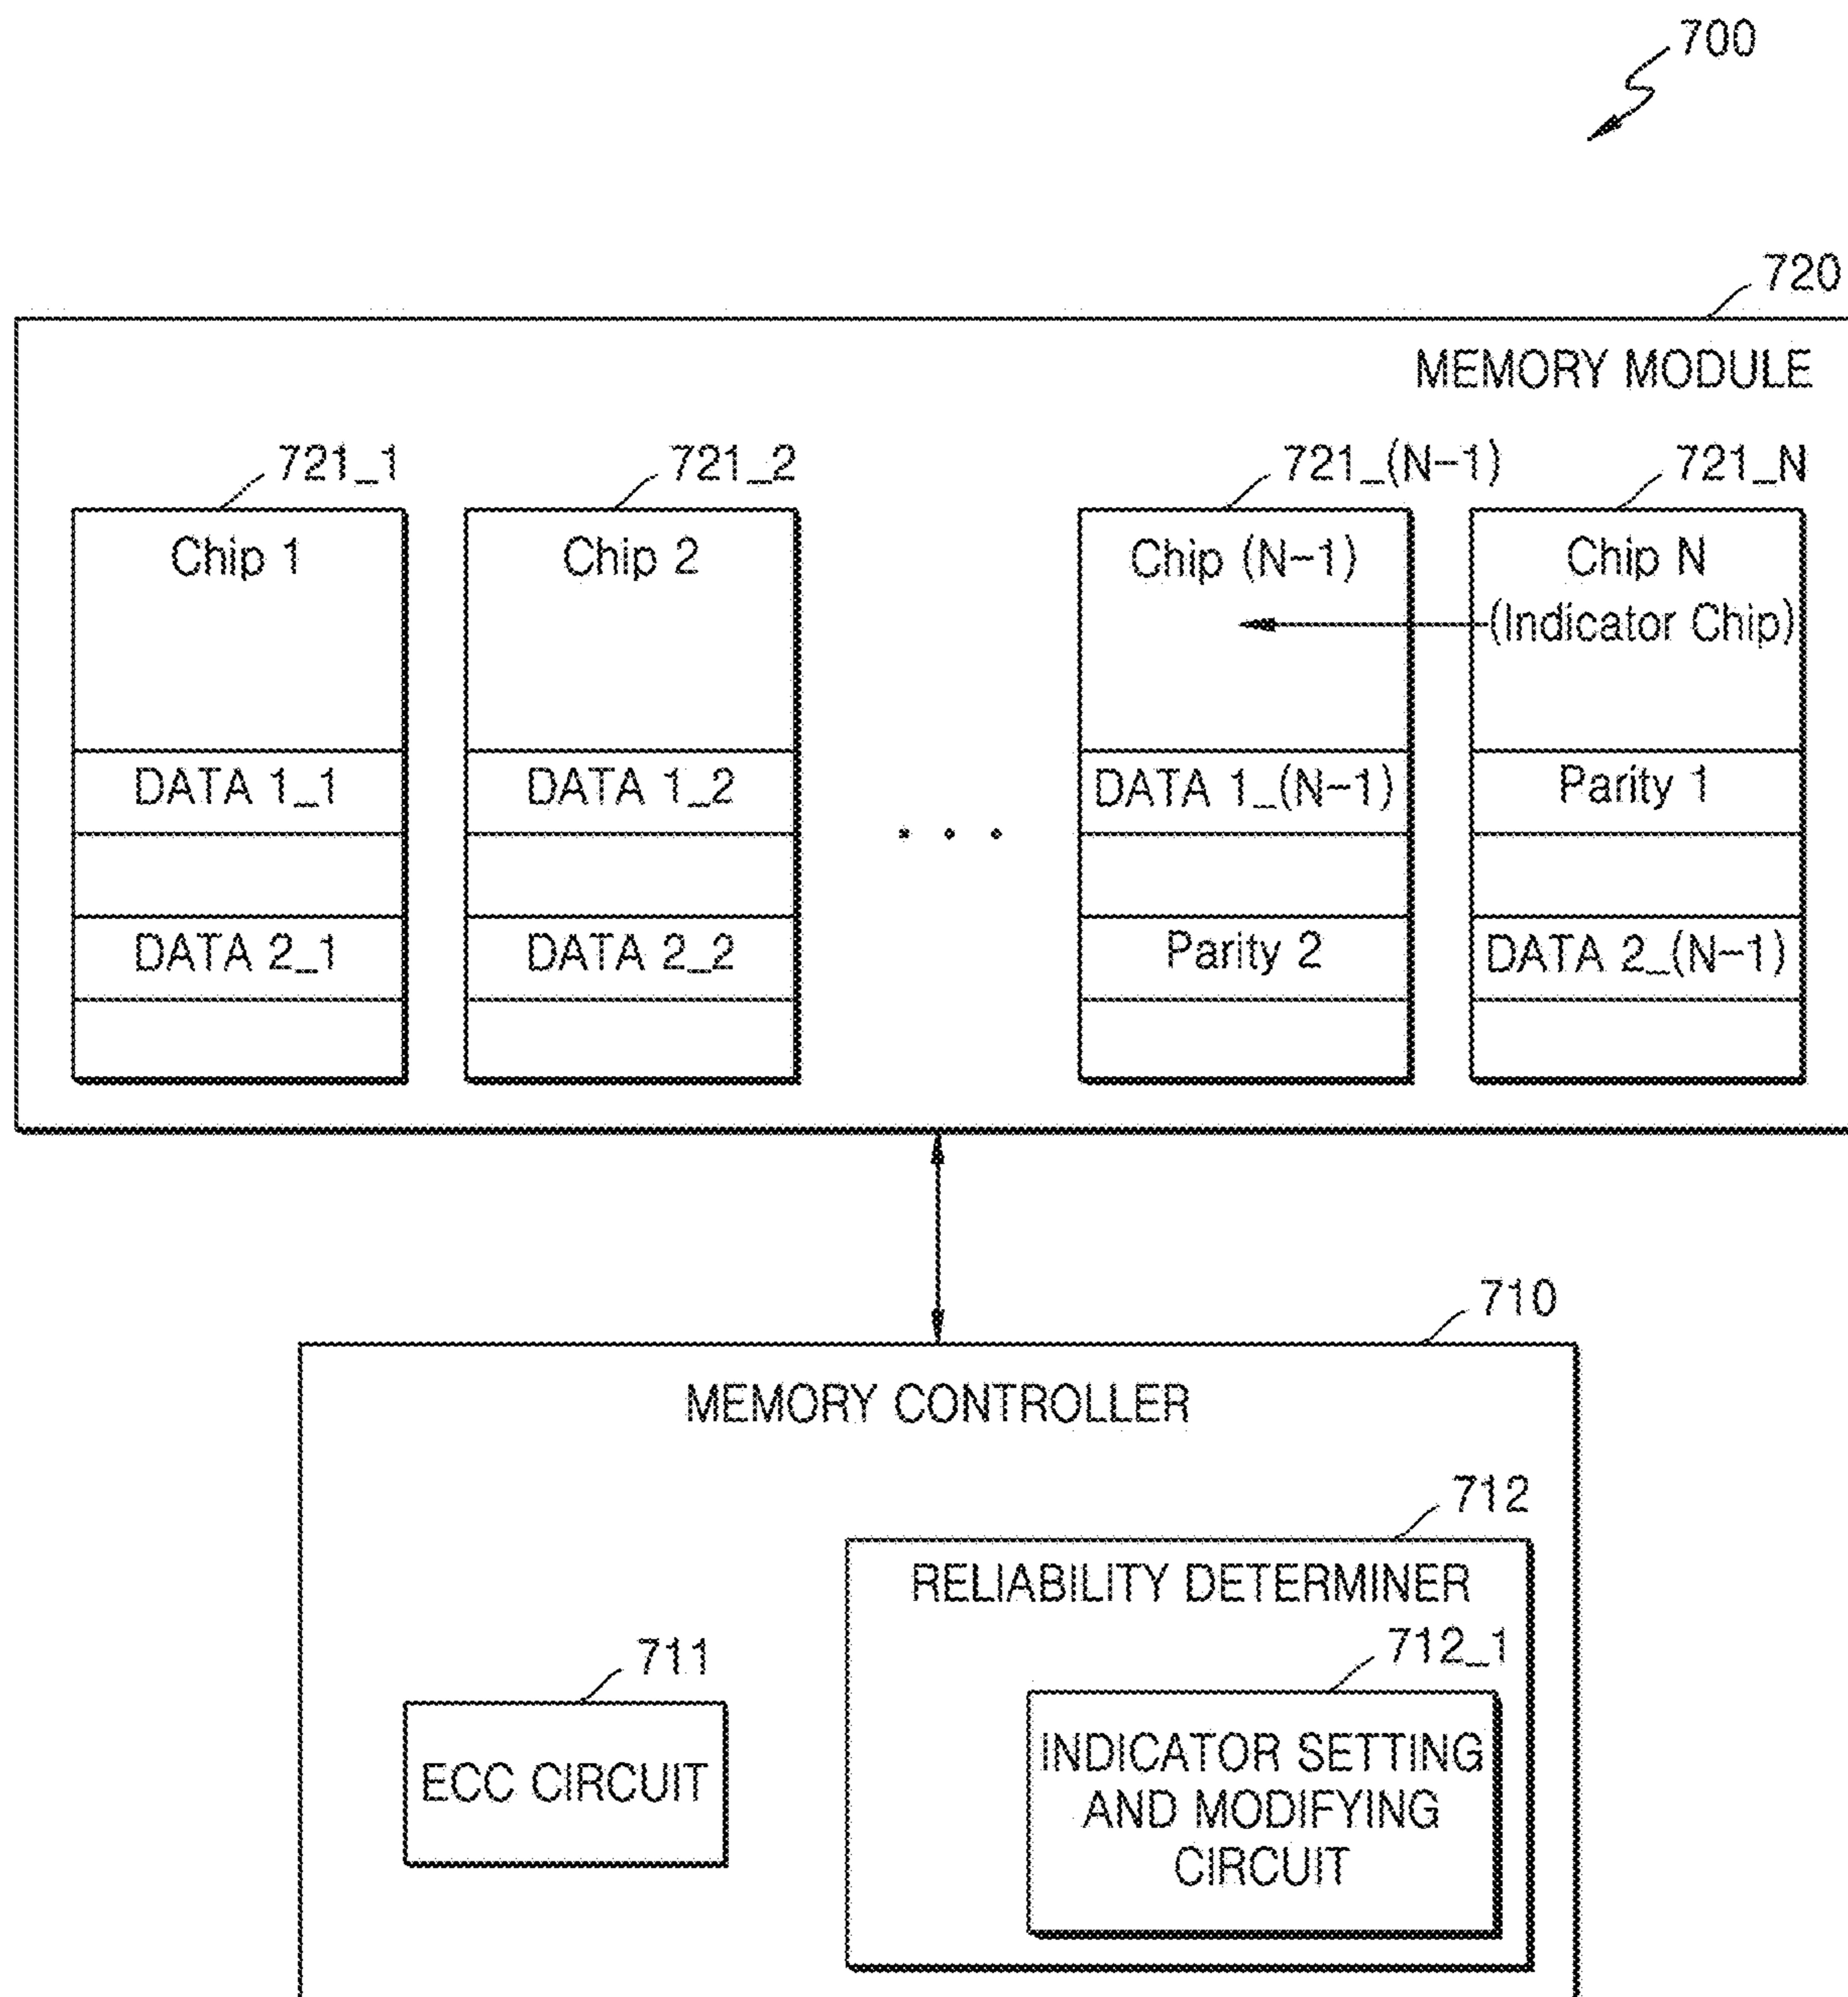 700
720
MEMORY MODULE
721_1
721_2
721_(N-1)
721_N
Chip 1
Chip 2
Chip (N-1)
Chip N
(Indicator Chip)
DATA 1_1
DATA 1_2
DATA 1_(N-1)
Parity 1
. . .
DATA 2_1
DATA 2_2
Parity 2
DATA 2_(N-1)
710
MEMORY CONTROLLER
712
RELIABILITY DETERMINER
711
712_1
ECC CIRCUIT
INDICATOR SETTING
AND MODIFYING
CIRCUIT